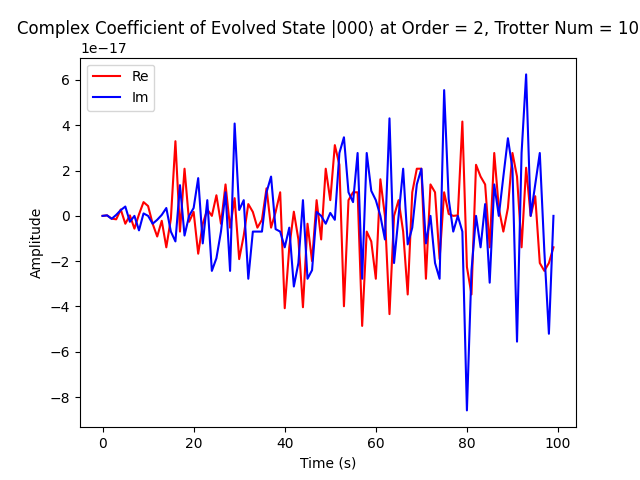 Complex Coefficient of Evolved State |000⟩ at Order = 2, Trotter Num = 10
1e−17
Re
Im
6
4
2
0
−2
−4
−6
−8
Amplitude
0 20 40 60 80 100
Time (s)